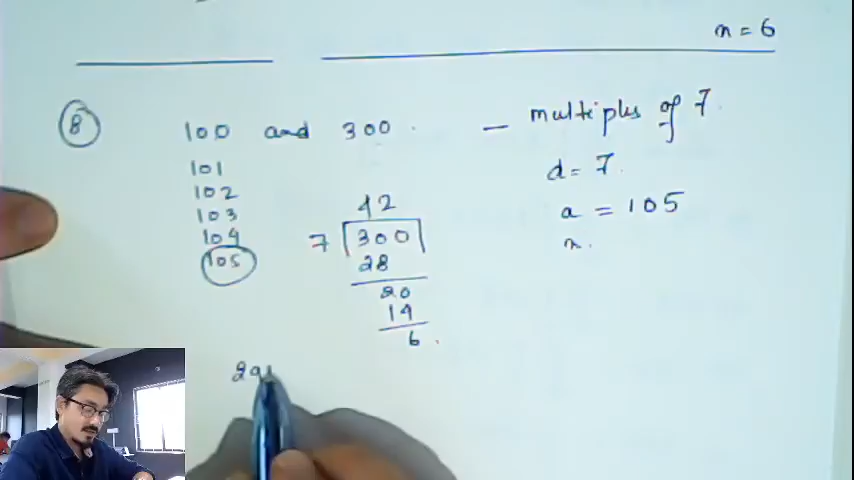 n = 6
8 100 and 300. — multiples of 7.
101
102
103
104
105
d = 7.
a = 105
n.
42
7 300
28
20
14
6.
29